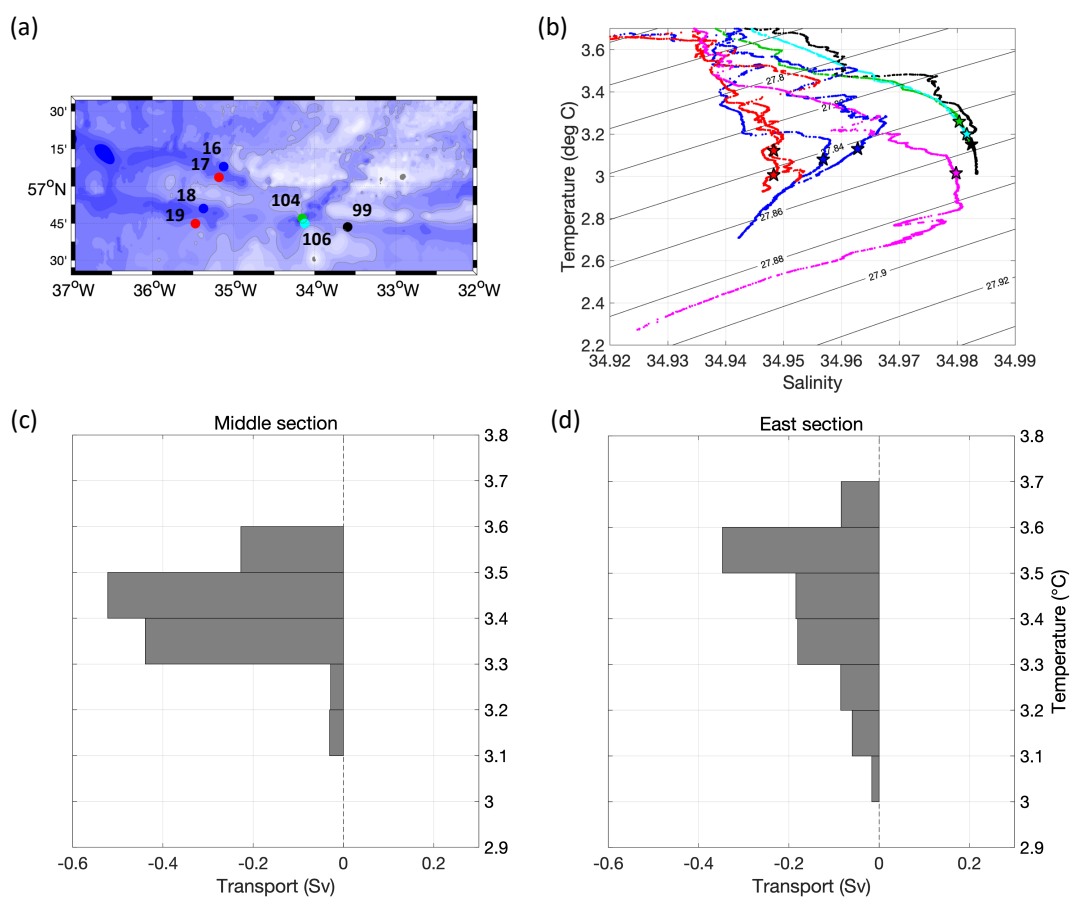 (a)
30'
15'
57°N
45'
30'
16
17
18
19
104
106
99
37°W 36°W 35°W 34°W 33°W 32°W
(b)
3.6
3.4
3.2
3
2.8
2.6
2.4
2.2
Temperature (deg C)
27.8
27.84
27.86
27.88
27.9
27.92
34.92 34.93 34.94 34.95 34.96 34.97 34.98 34.99
Salinity
(c)
Middle section
3.8
3.7
3.6
3.5
3.4
3.3
3.2
3.1
3
2.9
-0.6 -0.4 -0.2 0 0.2
Transport (Sv)
(d)
East section
3.8
3.7
3.6
3.5
3.4
3.3
3.2
3.1
3
2.9
Temperature (°C)
-0.6 -0.4 -0.2 0 0.2
Transport (Sv)